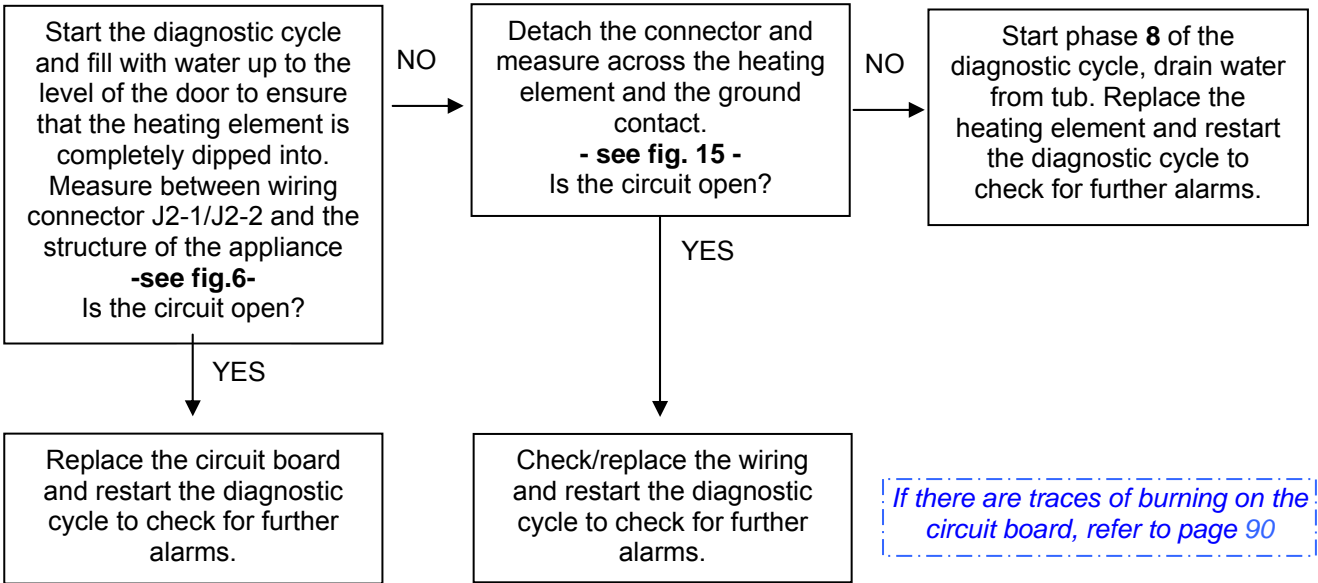 Start the diagnostic cycle
and fill with water up to the
level of the door to ensure
that the heating element is
completely dipped into.
Measure between wiring
connector J2-1/J2-2 and the
structure of the appliance
-see fig.6-
Is the circuit open?
NO
Detach the connector and
measure across the heating
element and the ground
contact.
- see fig. 15 -
Is the circuit open?
NO
Start phase 8 of the
diagnostic cycle, drain water
from tub. Replace the
heating element and restart
the diagnostic cycle to
check for further alarms.
YES
YES
Replace the circuit board
and restart the diagnostic
cycle to check for further
alarms.
Check/replace the wiring
and restart the diagnostic
cycle to check for further
alarms.
If there are traces of burning on the
circuit board, refer to page 90